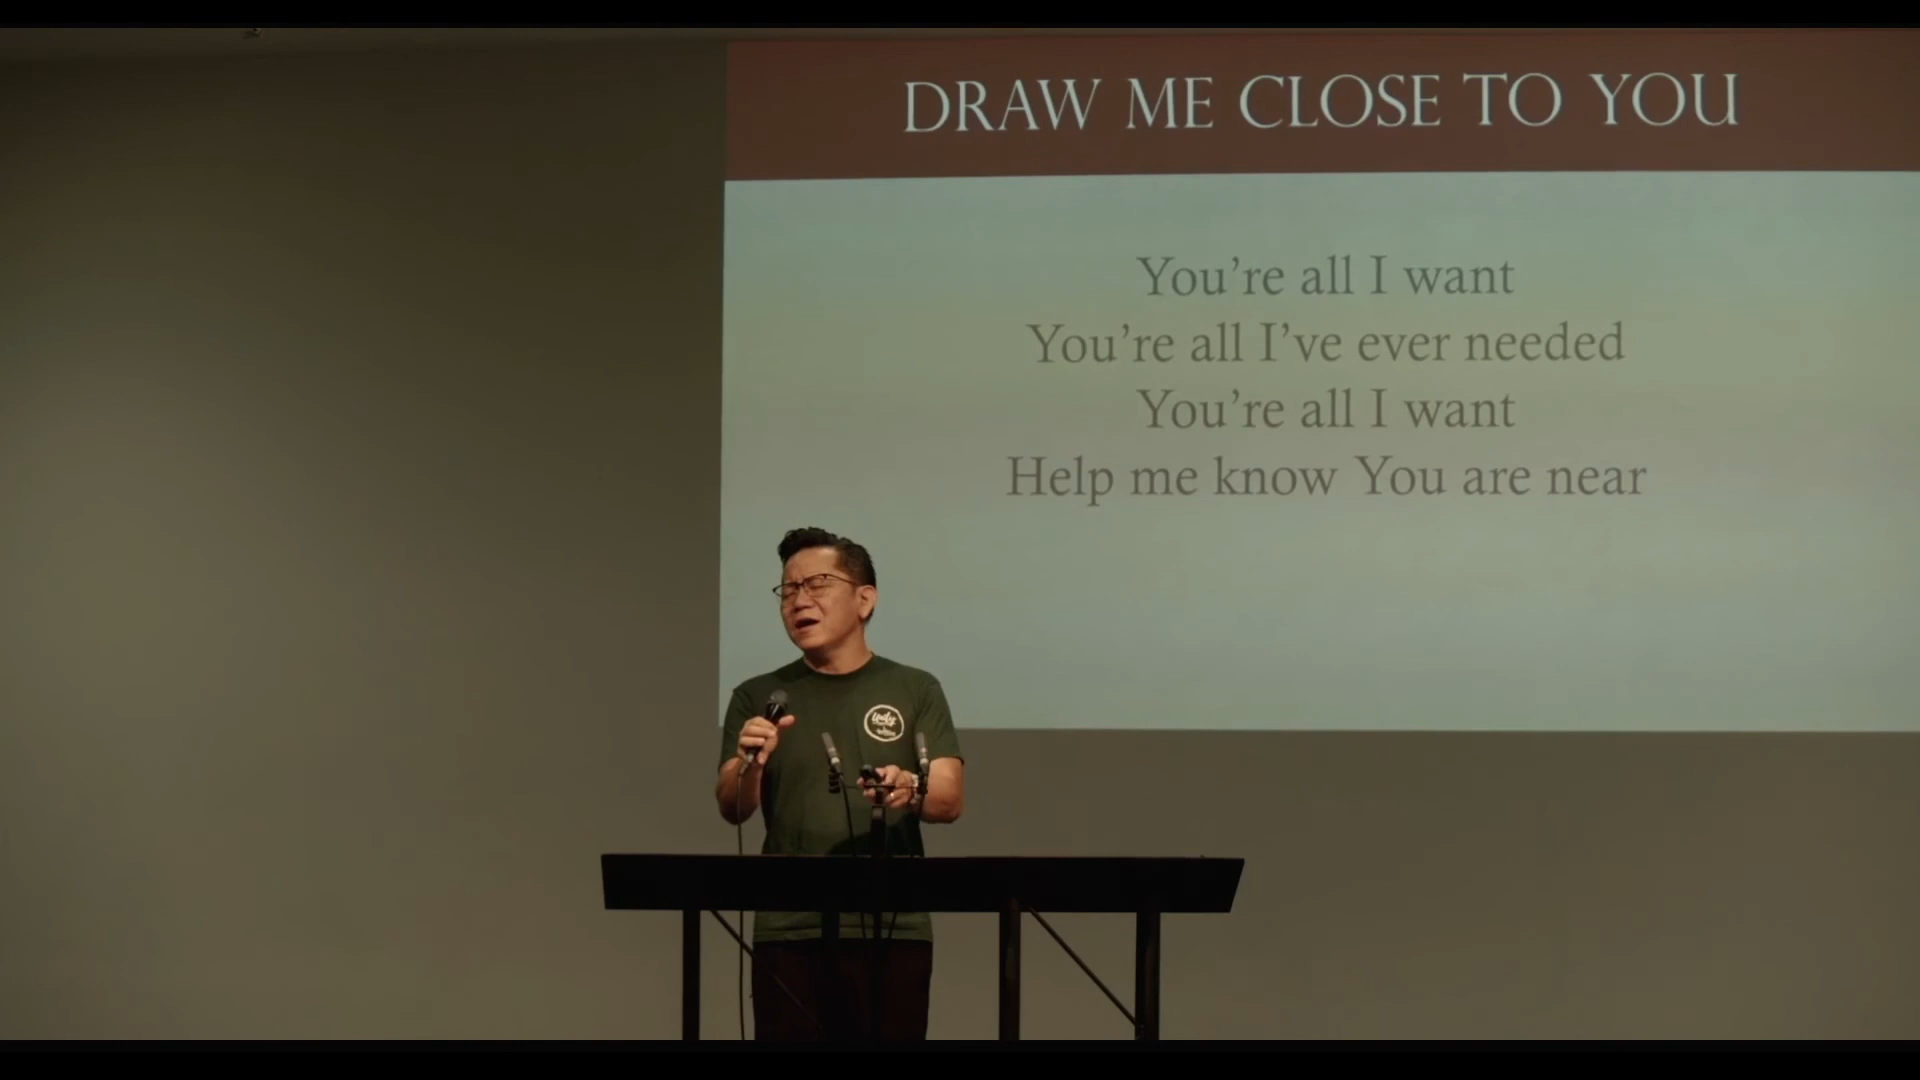 DRAW ME CLOSE TO YOU
You're all I want
You're all I've ever needed
You're all I want
Help me know You are near
Unity